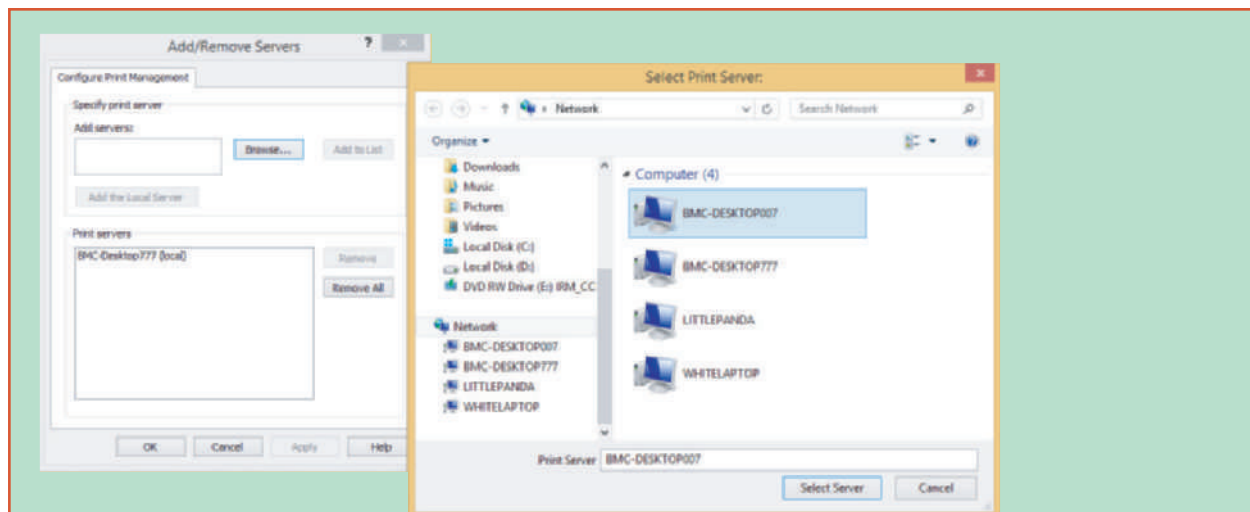 Add/Remove Servers
?
Configure Print Management
Specify print server
Add servers:
Browse...
Add to List
Add the Local Server
Print servers
BMC-Desktop777 (local)
Remove
Remove All
OK
Cancel
Apply
Help
Select Print Server:
Network
Search Network
Organize
Downloads
Music
Pictures
Videos
Local Disk (C:)
Local Disk (D:)
DVD RW Drive (E:) IRM_CC
Network
BMC-DESKTOP007
BMC-DESKTOP777
LITTLEPANDA
WHITELAPTOP
Computer (4)
BMC-DESKTOP007
BMC-DESKTOP777
LITTLEPANDA
WHITELAPTOP
Print Server BMC-DESKTOP007
Select Server
Cancel